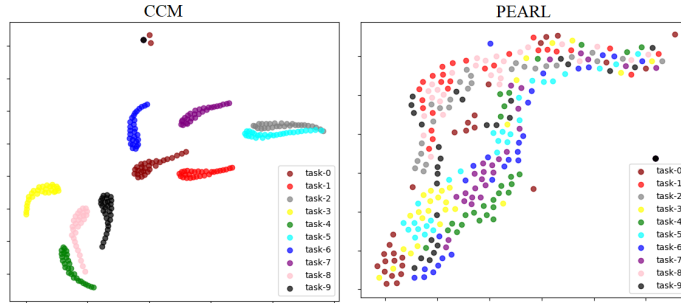 CCM
task-0
task-1
task-2
task-3
task-4
task-5
task-6
task-7
task-8
task-9
PEARL
task-0
task-1
task-2
task-3
task-4
task-5
task-6
task-7
task-8
task-9